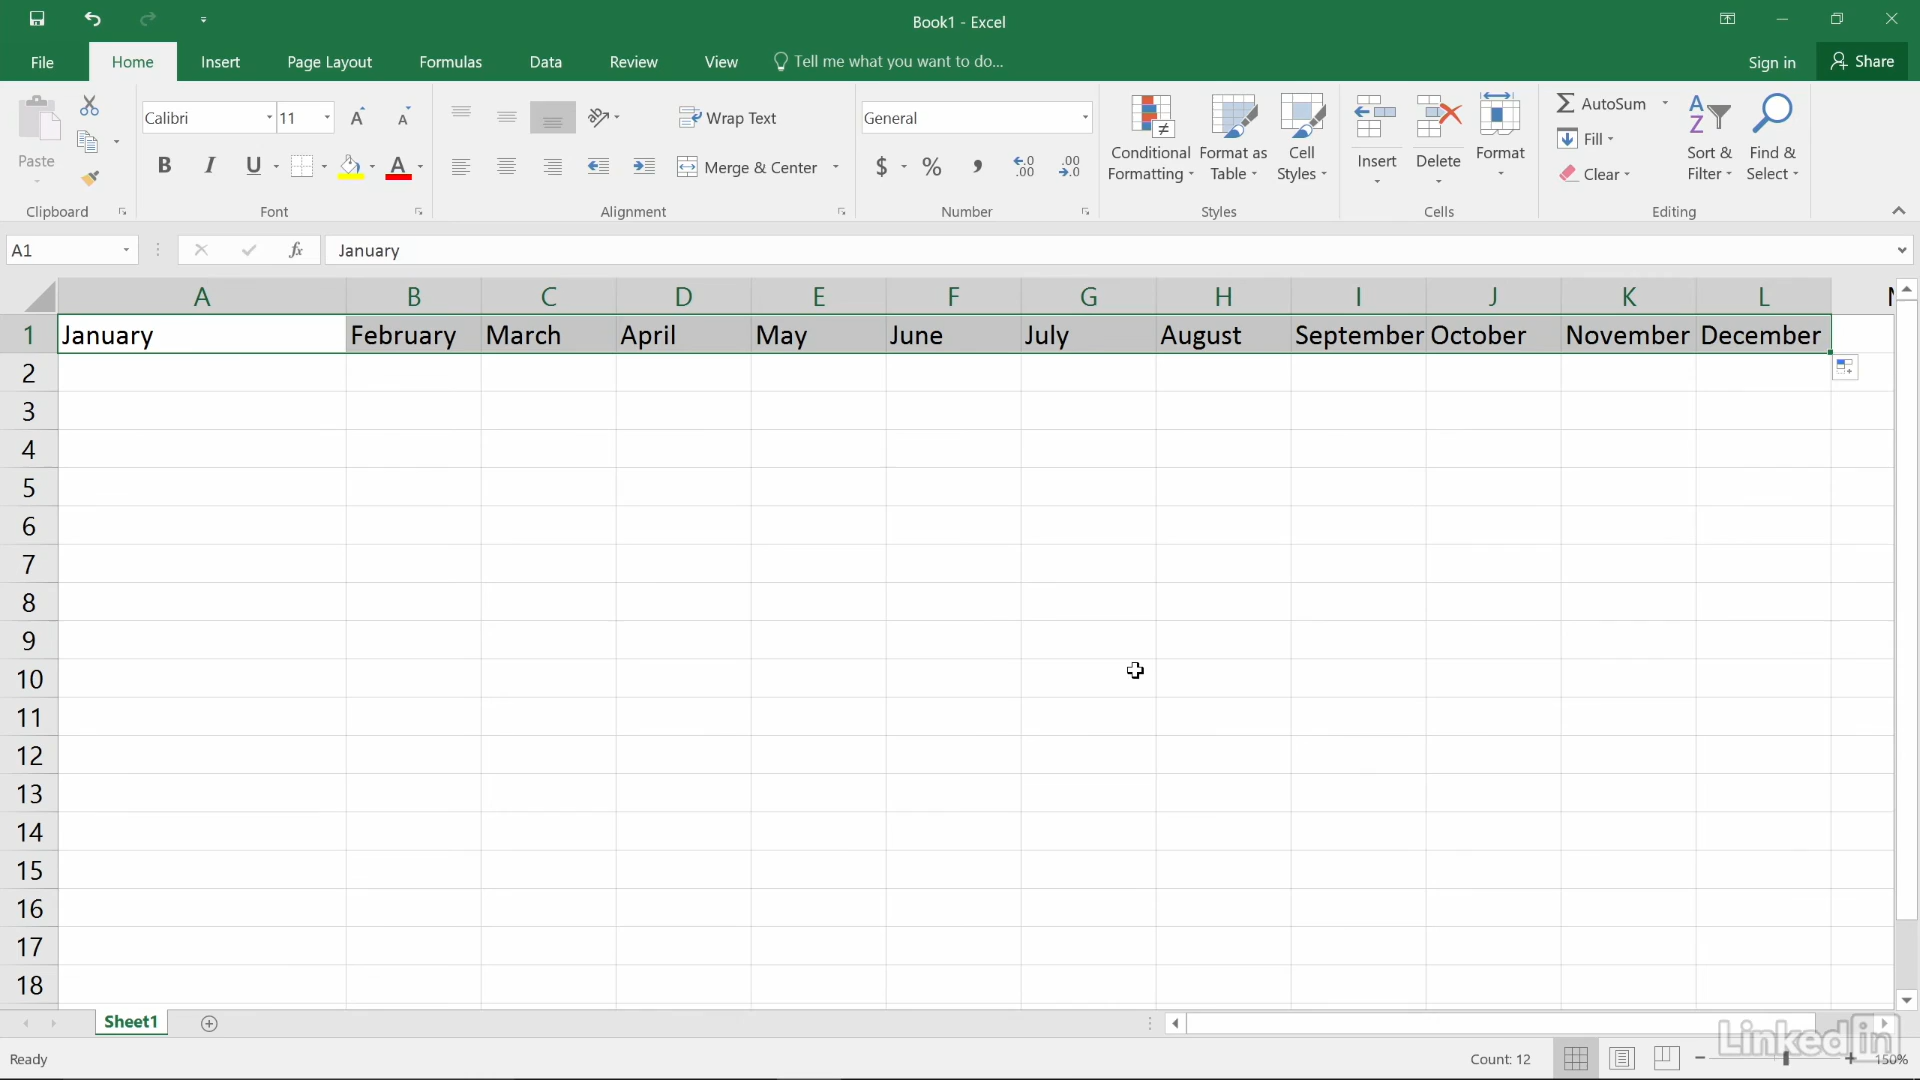 Book1 - Excel
File Home Insert Page Layout Formulas Data Review View Tell me what you want to do... Sign in Share
Paste
Clipboard
Calibri 11
B I U A
Font
Wrap Text
Merge & Center
Alignment
General
$ % ,
Number
Conditional Formatting
Format as Table
Cell Styles
Styles
Insert Delete Format
Cells
AutoSum
Fill
Clear
Sort & Filter
Find & Select
Editing
A1 fx January
A B C D E F G H I J K L
1 January February March April May June July August September October November December
2
3
4
5
6
7
8
9
10
11
12
13
14
15
16
17
18
Sheet1
Ready Count: 12 150%
LinkedIn